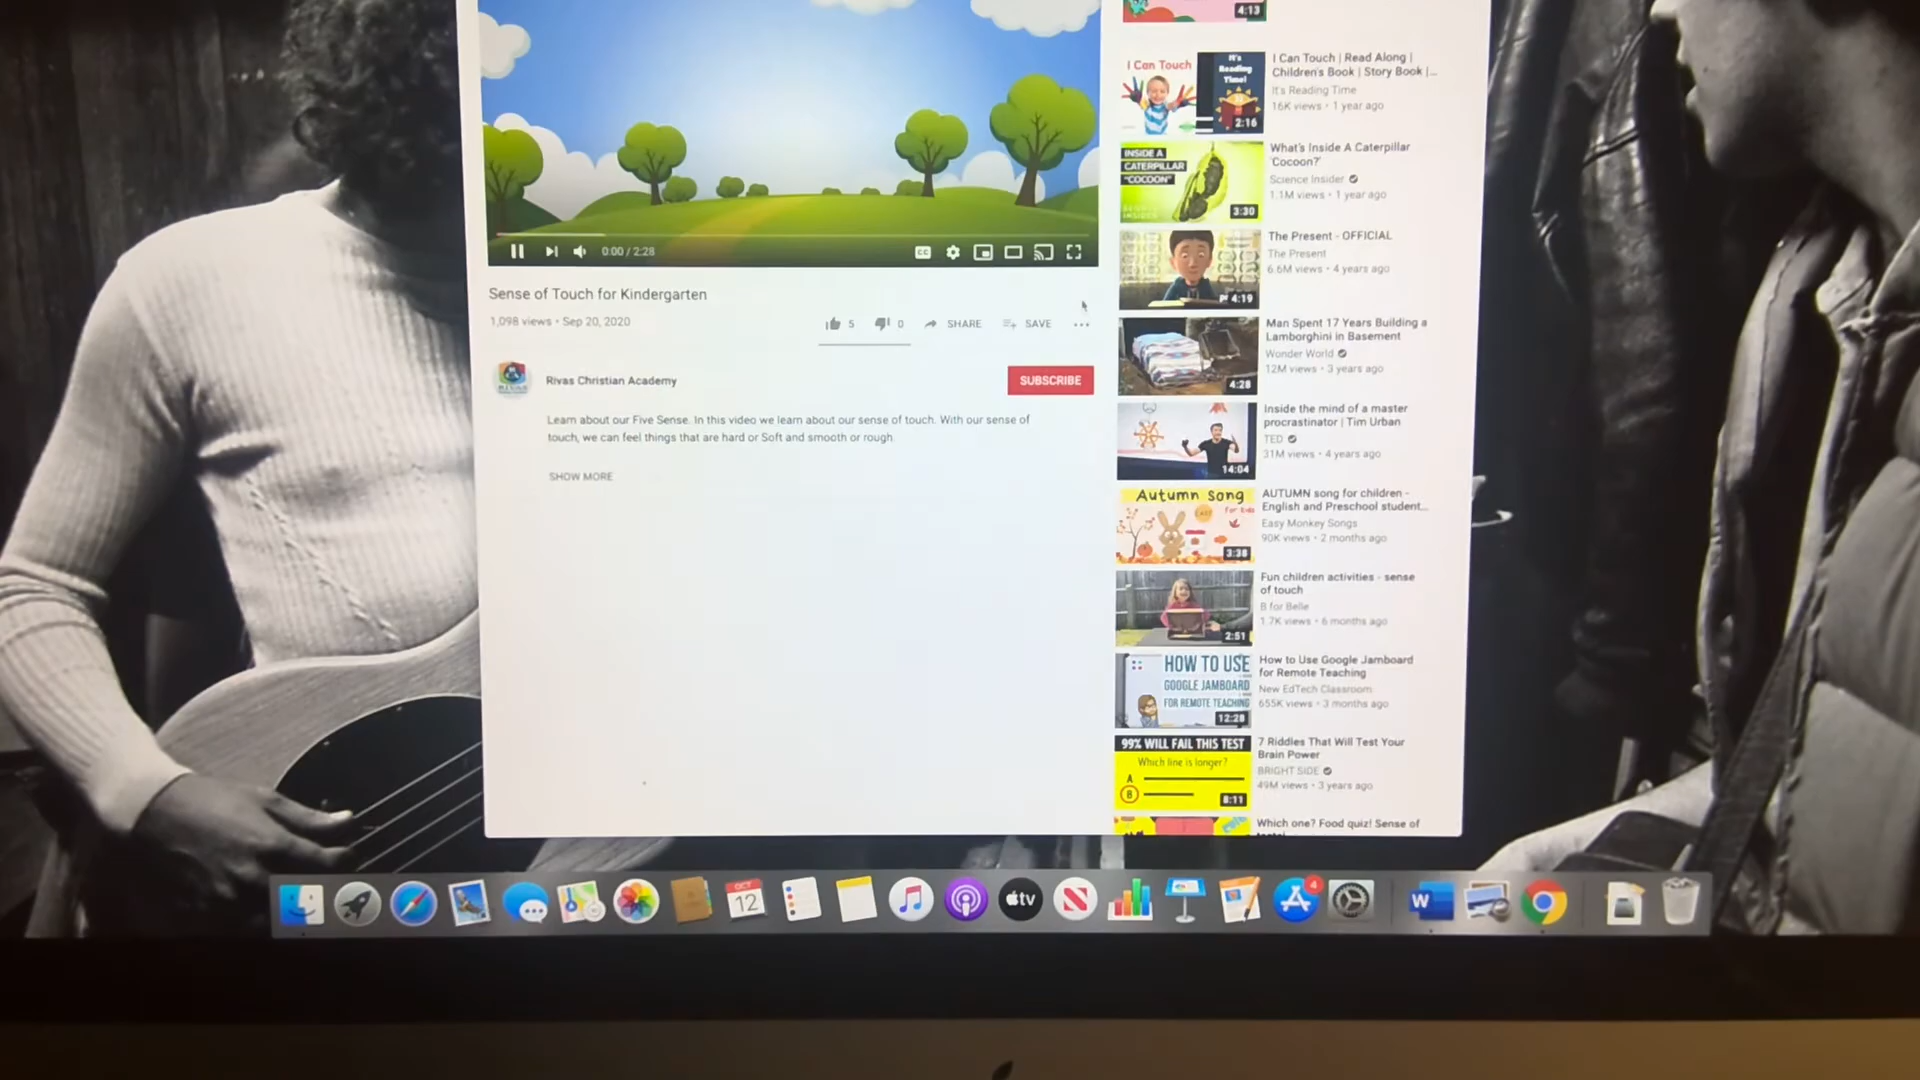 4:13
I Can Touch
It's
Reading
Time!
2:16
I Can Touch | Read Along |
Children's Book | Story Book |...
It's Reading Time
16K views • 1 year ago
INSIDE A
CATERPILLAR
"COCOON"
3:30
What's Inside A Caterpillar
'Cocoon?'
Science Insider
1.1M views • 1 year ago
4:19
The Present - OFFICIAL
The Present
6.6M views • 4 years ago
4:28
Man Spent 17 Years Building a
Lamborghini in Basement
Wonder World
12M views • 3 years ago
14:04
Inside the mind of a master
procrastinator | Tim Urban
TED
31M views • 4 years ago
Autumn Song
For kids
3:38
AUTUMN song for children -
English and Preschool student...
Easy Monkey Songs
90K views • 2 months ago
2:51
Fun children activities - sense
of touch
B for Belle
1.7K views • 6 months ago
HOW TO USE
GOOGLE JAMBOARD
FOR REMOTE TEACHING
12:28
How to Use Google Jamboard
for Remote Teaching
New EdTech Classroom
655K views • 3 months ago
99% WILL FAIL THIS TEST
Which line is longer?
A
B
8:11
7 Riddles That Will Test Your
Brain Power
BRIGHT SIDE
49M views • 3 years ago
Which one? Food quiz! Sense of
0:00 / 2:28
CC
Sense of Touch for Kindergarten
1,098 views • Sep 20, 2020
5
0
SHARE
SAVE
Rivas Christian Academy
SUBSCRIBE
Learn about our Five Sense. In this video we learn about our sense of touch. With our sense of
touch, we can feel things that are hard or Soft and smooth or rough.
SHOW MORE
OCT
12
tv
4
W